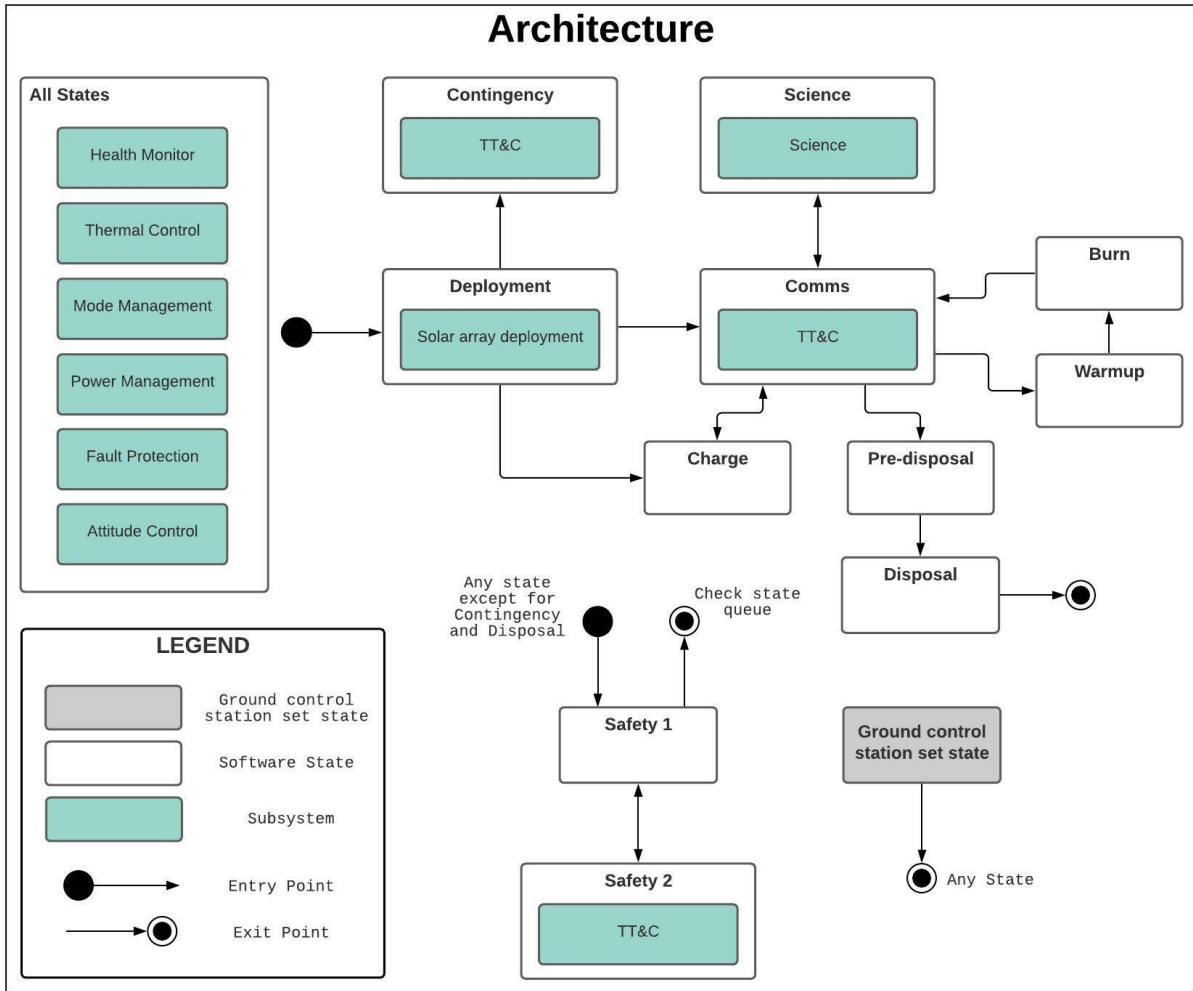 Architecture
All States
Health Monitor
Thermal Control
Mode Management
Power Management
Fault Protection
Attitude Control
Contingency
TT&C
Science
Science
Deployment
Solar array deployment
Comms
TT&C
Burn
Warmup
Charge
Pre-disposal
Disposal
Any state
except for
Contingency
and Disposal
Check state
queue
Safety 1
Safety 2
TT&C
Ground control
station set state
Any State
LEGEND
Ground control
station set state
Software State
Subsystem
Entry Point
Exit Point